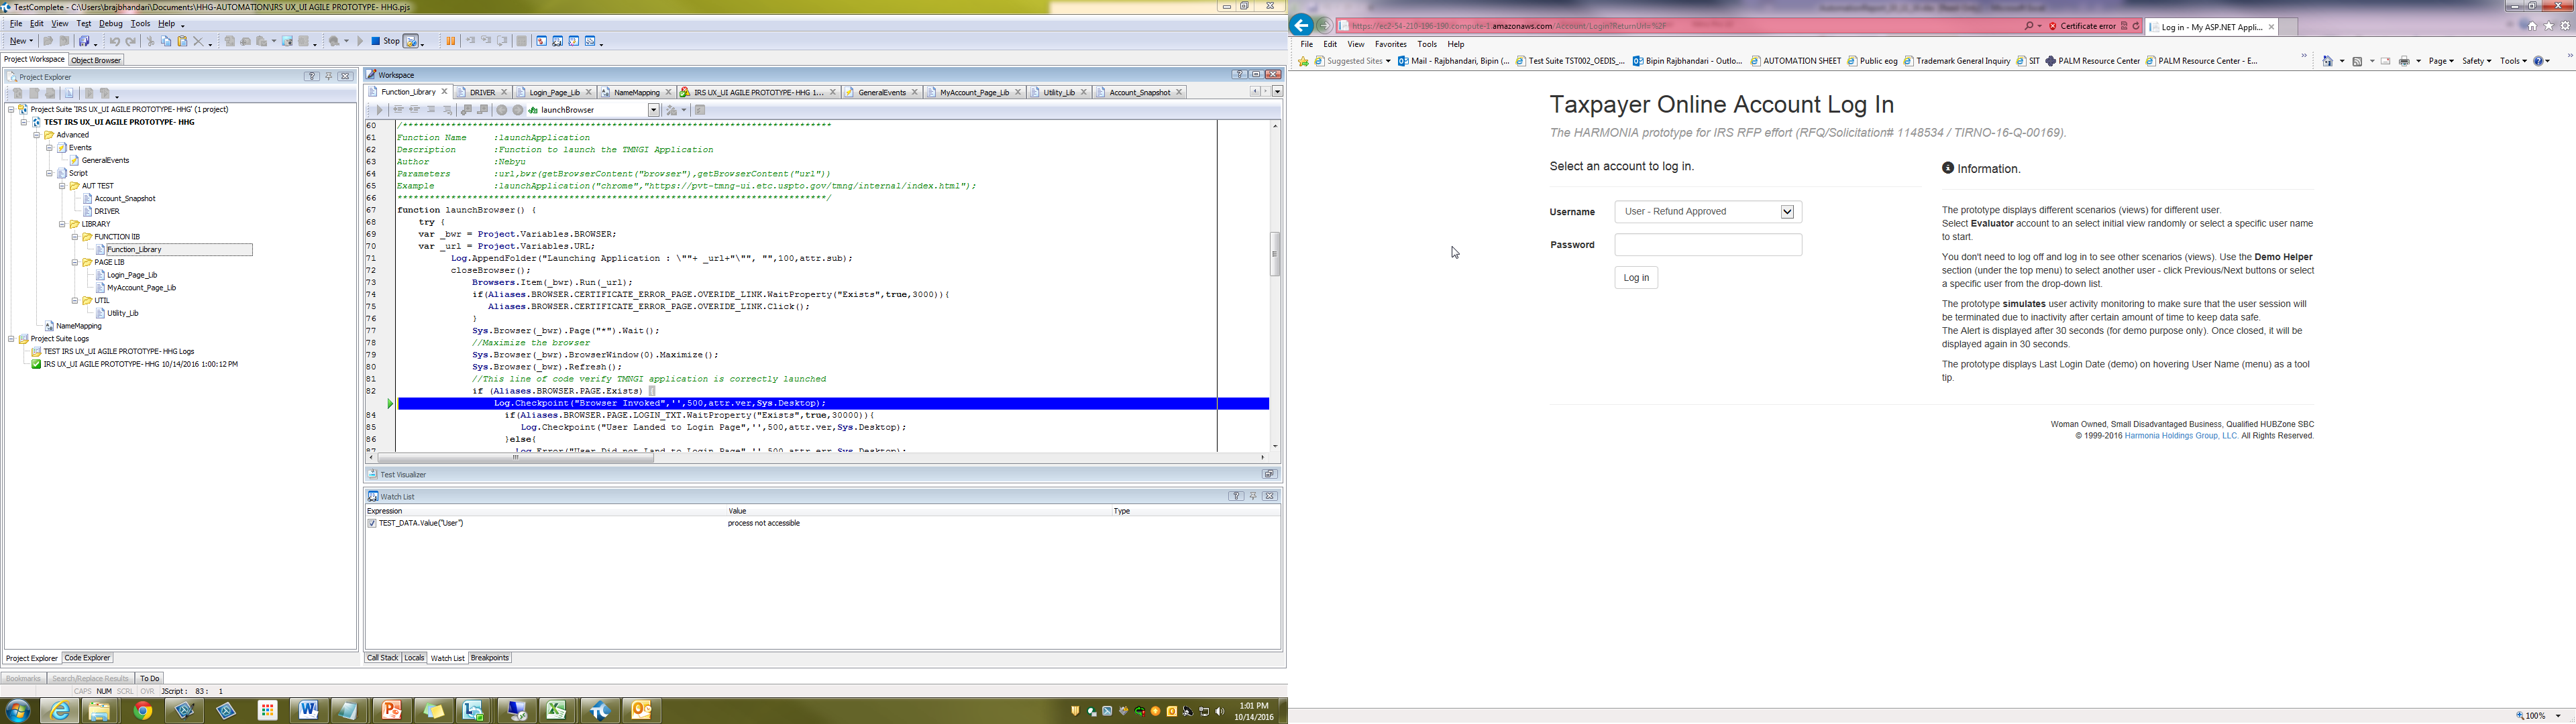 TestComplete - C:\Users\brajbhandari\Documents\HHG-AUTOMATION\IRS UX_UI AGILE PROTOTYPE- HHG.pjs
File Edit View Test Debug Tools Help
New Stop
Project Workspace Object Browser
Project Explorer
Project Suite 'IRS UX_UI AGILE PROTOTYPE-HHG' (1 project)
TEST IRS UX_UI AGILE PROTOTYPE- HHG
Advanced
Events
GeneralEvents
Script
AUT TEST
Account_Snapshot
DRIVER
LIBRARY
FUNCTION lIB
Function_Library
PAGE LIB
Login_Page_Lib
MyAccount_Page_Lib
UTIL
Utility_Lib
NameMapping
Project Suite Logs
TEST IRS UX_UI AGILE PROTOTYPE- HHG Logs
IRS UX_UI AGILE PROTOTYPE- HHG 10/14/2016 1:00:12 PM
Project Explorer Code Explorer
Workspace
Function_Library DRIVER Login_Page_Lib NameMapping IRS UX_UI AGILE PROTOTYPE- HHG 1... GeneralEvents MyAccount_Page_Lib Utility_Lib Account_Snapshot
launchBrowser
60 /*******************************************************************************
61 Function Name :launchApplication
62 Description :Function to launch the TMNGI Application
63 Author :Nebyu
64 Parameters :url,bwr(getBrowserContent("browser"),getBrowserContent("url"))
65 Example :launchApplication("chrome","https://pvt-tmng-ui.etc.uspto.gov/tmng/internal/index.html");
66 *******************************************************************************/
67 function launchBrowser() {
68 try {
69 var _bwr = Project.Variables.BROWSER;
70 var _url = Project.Variables.URL;
71 Log.AppendFolder("Launching Application : \""+ _url+"\"", "",100,attr.sub);
72 closeBrowser();
73 Browsers.Item(_bwr).Run(_url);
74 if(Aliases.BROWSER.CERTIFICATE_ERROR_PAGE.OVERIDE_LINK.WaitProperty("Exists",true,3000)){
75 Aliases.BROWSER.CERTIFICATE_ERROR_PAGE.OVERIDE_LINK.Click();
76 }
77 Sys.Browser(_bwr).Page("*").Wait();
78 //Maximize the browser
79 Sys.Browser(_bwr).BrowserWindow(0).Maximize();
80 Sys.Browser(_bwr).Refresh();
81 //This line of code verify TMNGI application is correctly launched
82 if (Aliases.BROWSER.PAGE.Exists) {
Log.Checkpoint("Browser Invoked",'',500,attr.ver,Sys.Desktop);
84 if(Aliases.BROWSER.PAGE.LOGIN_TXT.WaitProperty("Exists",true,30000)){
85 Log.Checkpoint("User Landed to Login Page",'',500,attr.ver,Sys.Desktop);
86 }else{
87 Log.Error("User Did not Land to Login Page",'',500,attr.err,Sys.Desktop);
Test Visualizer
Watch List
Expression Value Type
TEST_DATA.Value("User") process not accessible
Call Stack Locals Watch List Breakpoints
Bookmarks Search/Replace Results To Do
CAPS NUM SCRL OVR JScript : 83 : 1
1:01 PM
10/14/2016
amazonaws.com/Account/Login?ReturnUrl=%2F Certificate error Log in - My ASP.NET Appli...
File Edit View Favorites Tools Help
Suggested Sites Mail - Rajbhandari, Bipin (... Test Suite TST002_OEDIS_... Bipin Rajbhandari - Outlo... AUTOMATION SHEET Public eog Trademark General Inquiry SIT PALM Resource Center PALM Resource Center - E... Page Safety Tools
Taxpayer Online Account Log In
The HARMONIA prototype for IRS RFP effort (RFQ/Solicitation# 1148534 / TIRNO-16-Q-00169).
Select an account to log in.
Username User - Refund Approved
Password
Log in
Information.
The prototype displays different scenarios (views) for different user.
Select Evaluator account to an select initial view randomly or select a specific user name
to start.
You don't need to log off and log in to see other scenarios (views). Use the Demo Helper
section (under the top menu) to select another user - click Previous/Next buttons or select
a specific user from the drop-down list.
The prototype simulates user activity monitoring to make sure that the user session will
be terminated due to inactivity after certain amount of time to keep data safe.
The Alert is displayed after 30 seconds (for demo purpose only). Once closed, it will be
displayed again in 30 seconds.
The prototype displays Last Login Date (demo) on hovering User Name (menu) as a tool
tip.
Woman Owned, Small Disadvantaged Business, Qualified HUBZone SBC
© 1999-2016 Harmonia Holdings Group, LLC. All Rights Reserved.
100%